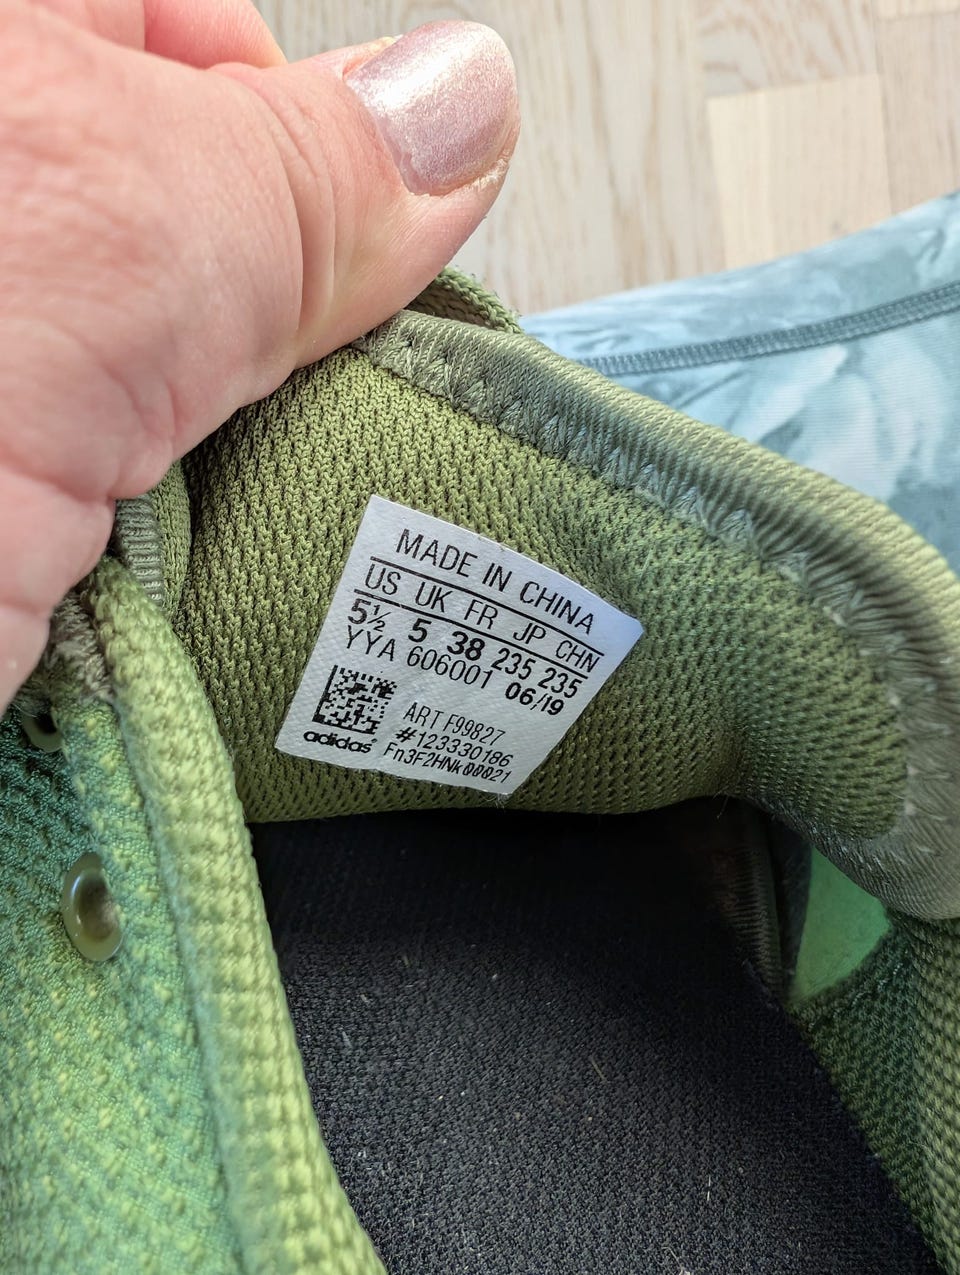 MADE IN CHINA
US UK FR JP CHN
5½ 5 38 235 235
YYA 606001 06/19
ART F99827
#123330186
Fn3F2HNk00021
adidas